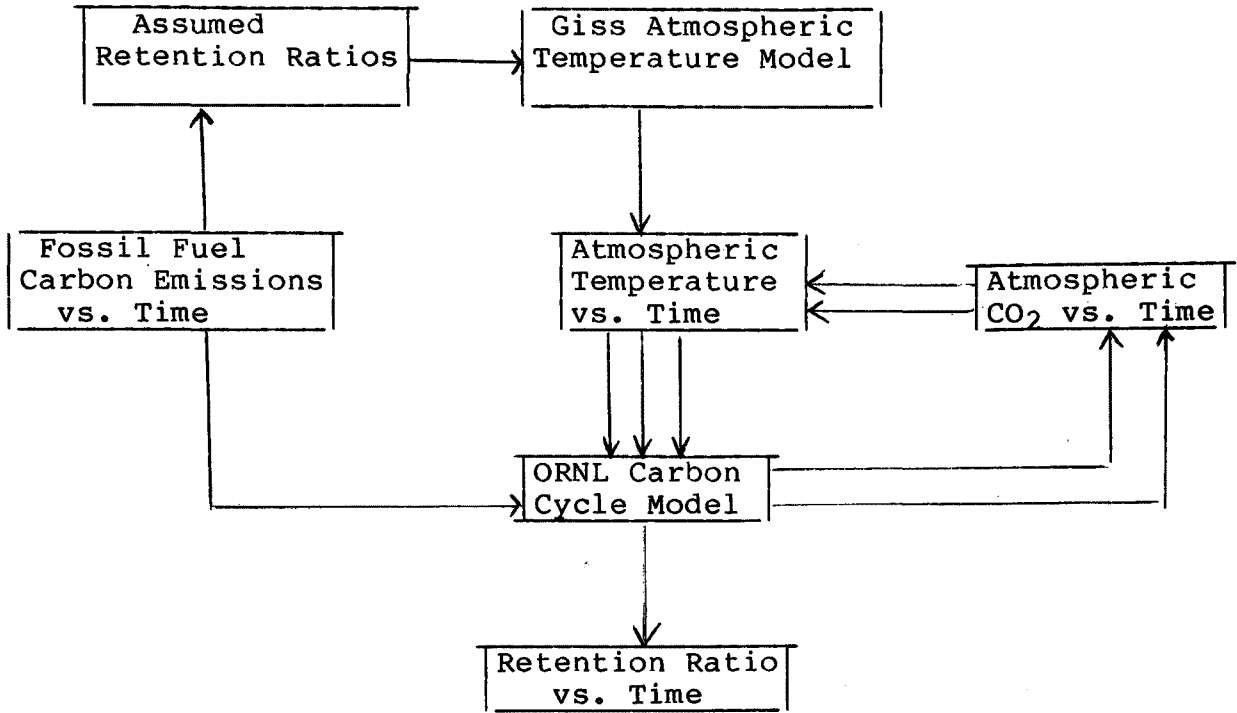 Assumed
Retention Ratios
Giss Atmospheric
Temperature Model
Fossil Fuel
Carbon Emissions
vs. Time
Atmospheric
Temperature
vs. Time
Atmospheric
CO2 vs. Time
ORNL Carbon
Cycle Model
Retention Ratio
vs. Time